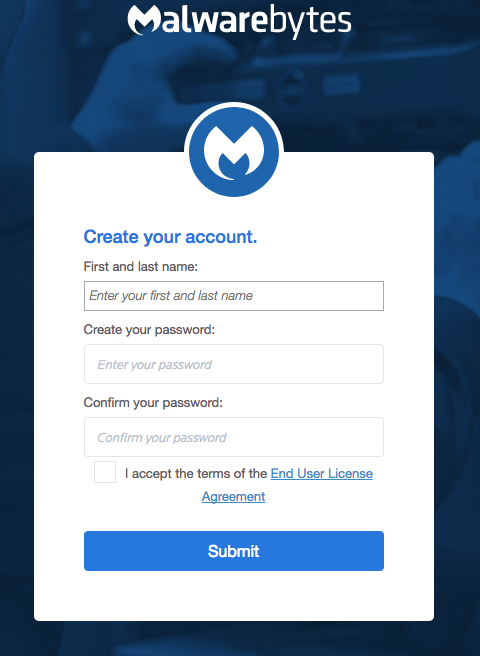 Malwarebytes
Create your account.
First and last name:
Enter your first and last name
Create your password:
Enter your password
Confirm your password:
Confirm your password
I accept the terms of the End User License
Agreement
Submit